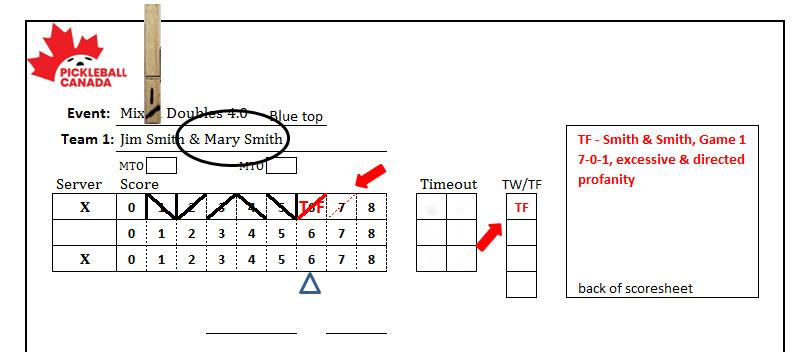 PICKLEBALL
CANADA
Event: Mixed Doubles 4.0 Blue top
Team 1: Jim Smith & Mary Smith
MTO MTO
Server Score Timeout TW/TF
X 0 1 2 3 4 5 TF 7 8 TF
0 1 2 3 4 5 6 7 8
X 0 1 2 3 4 5 6 7 8
TF - Smith & Smith, Game 1
7-0-1, excessive & directed
profanity
back of scoresheet